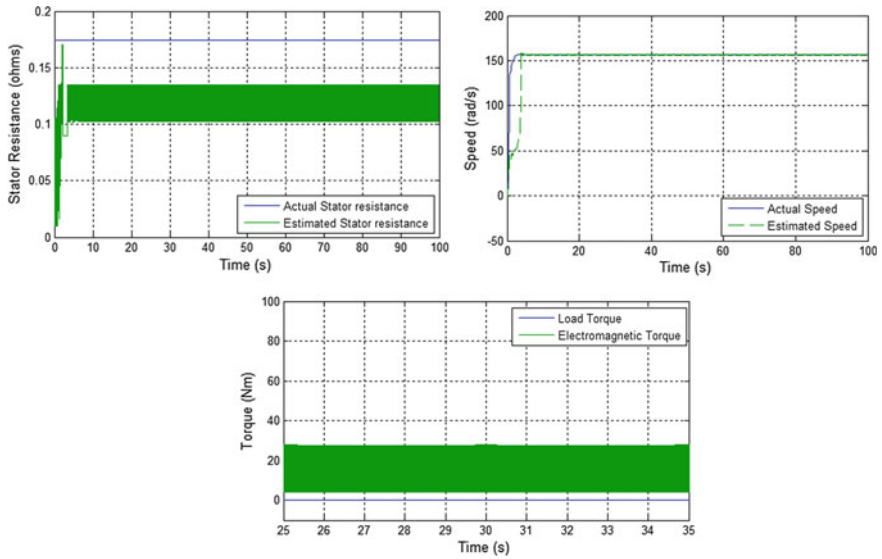 0.2
0.15
0.1
0.05
0
Stator Resistance (ohms)
Actual Stator resistance
Estimated Stator resistance
0 10 20 30 40 50 60 70 80 90 100
Time (s)
200
150
100
50
0
-50
Speed (rad/s)
Actual Speed
Estimated Speed
0 20 40 60 80 100
Time (s)
100
80
60
40
20
0
Torque (Nm)
Load Torque
Electromagnetic Torque
25 26 27 28 29 30 31 32 33 34 35
Time (s)